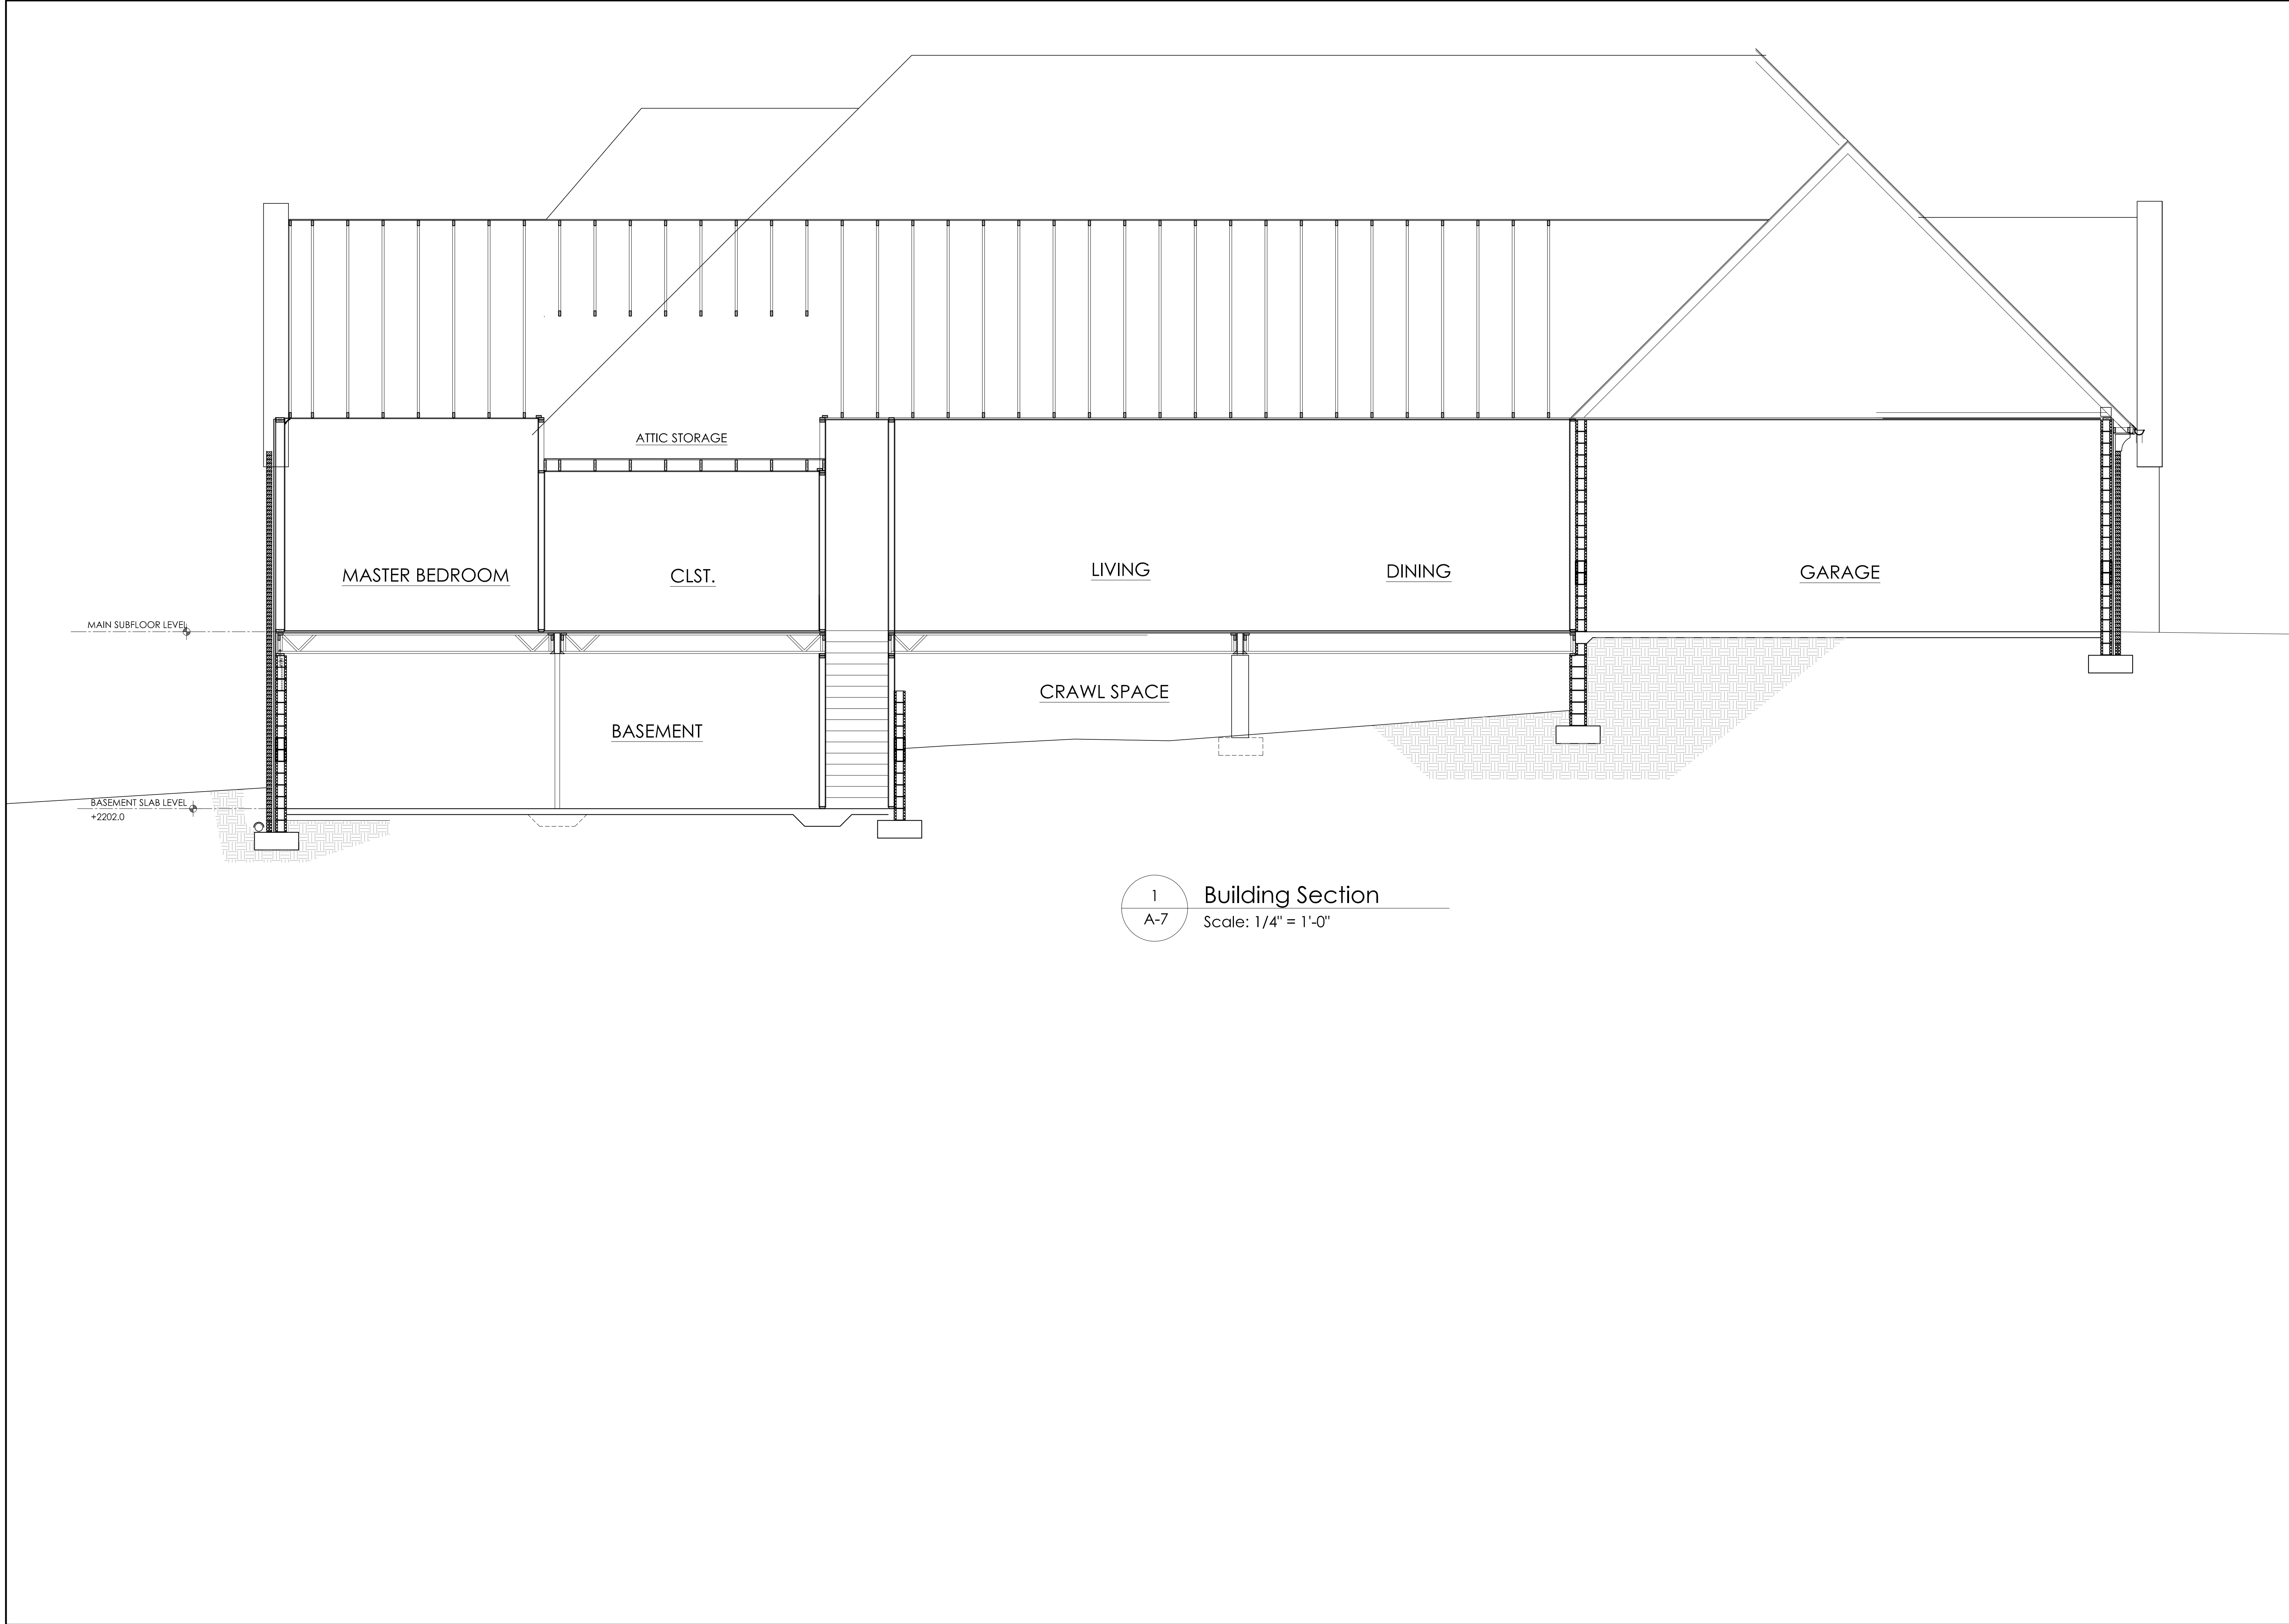 ATTIC STORAGE
MASTER BEDROOM
CLST.
LIVING
DINING
GARAGE
MAIN SUBFLOOR LEVEL
CRAWL SPACE
BASEMENT
BASEMENT SLAB LEVEL
+2202.0
1
A-7
Building Section
Scale: 1/4" = 1'-0"